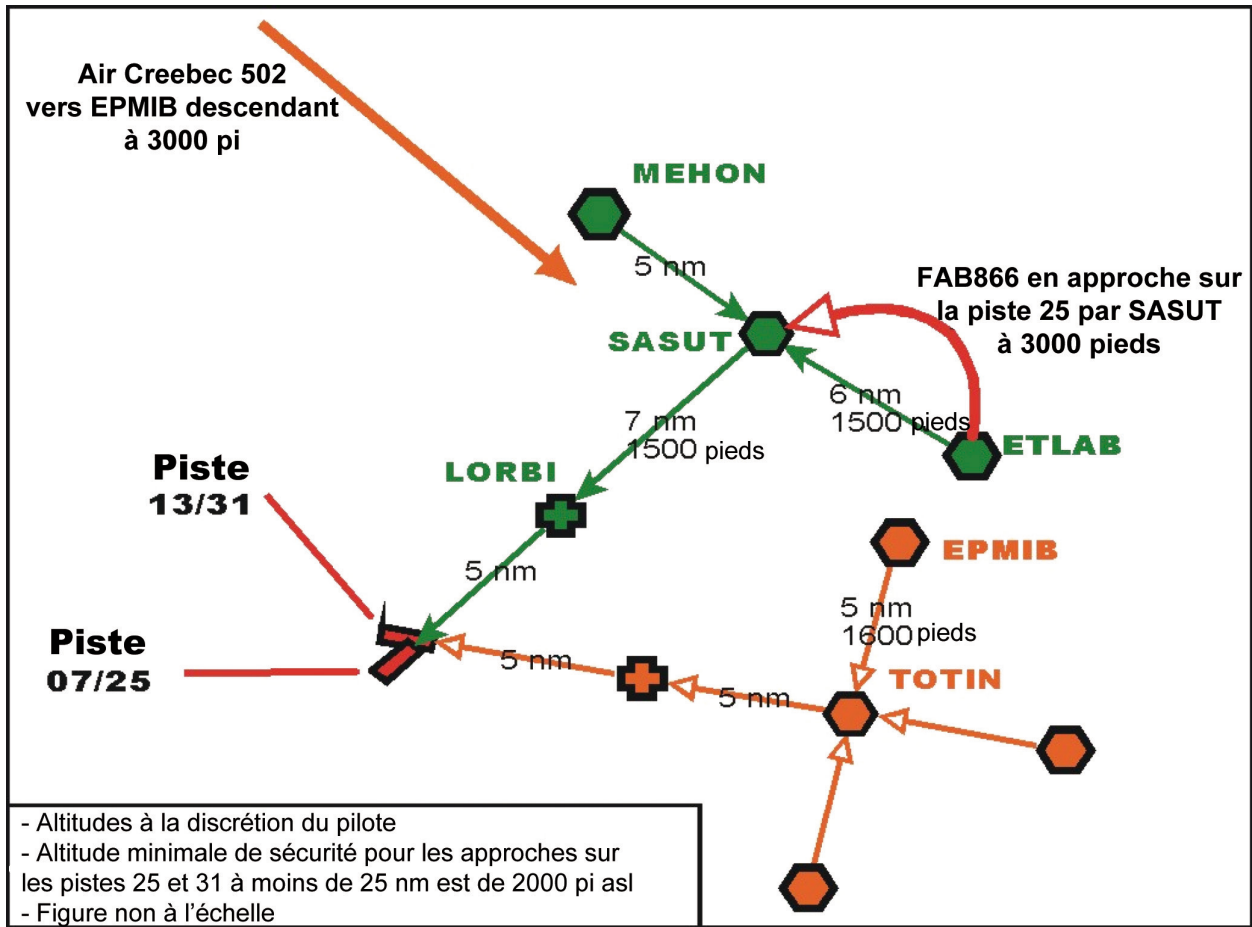 Air Creebec 502
vers EPMIB descendant
à 3000 pi
MEHON
5 nm
FAB866 en approche sur
la piste 25 par SASUT
à 3000 pieds
SASUT
6 nm
1500 pieds
7 nm
1500 pieds
ETLAB
LORBI
Piste
13/31
5 nm
EPMIB
5 nm
1600 pieds
Piste
07/25
5 nm
5 nm
TOTIN
- Altitudes à la discrétion du pilote
- Altitude minimale de sécurité pour les approches sur
les pistes 25 et 31 à moins de 25 nm est de 2000 pi asl
- Figure non à l'échelle